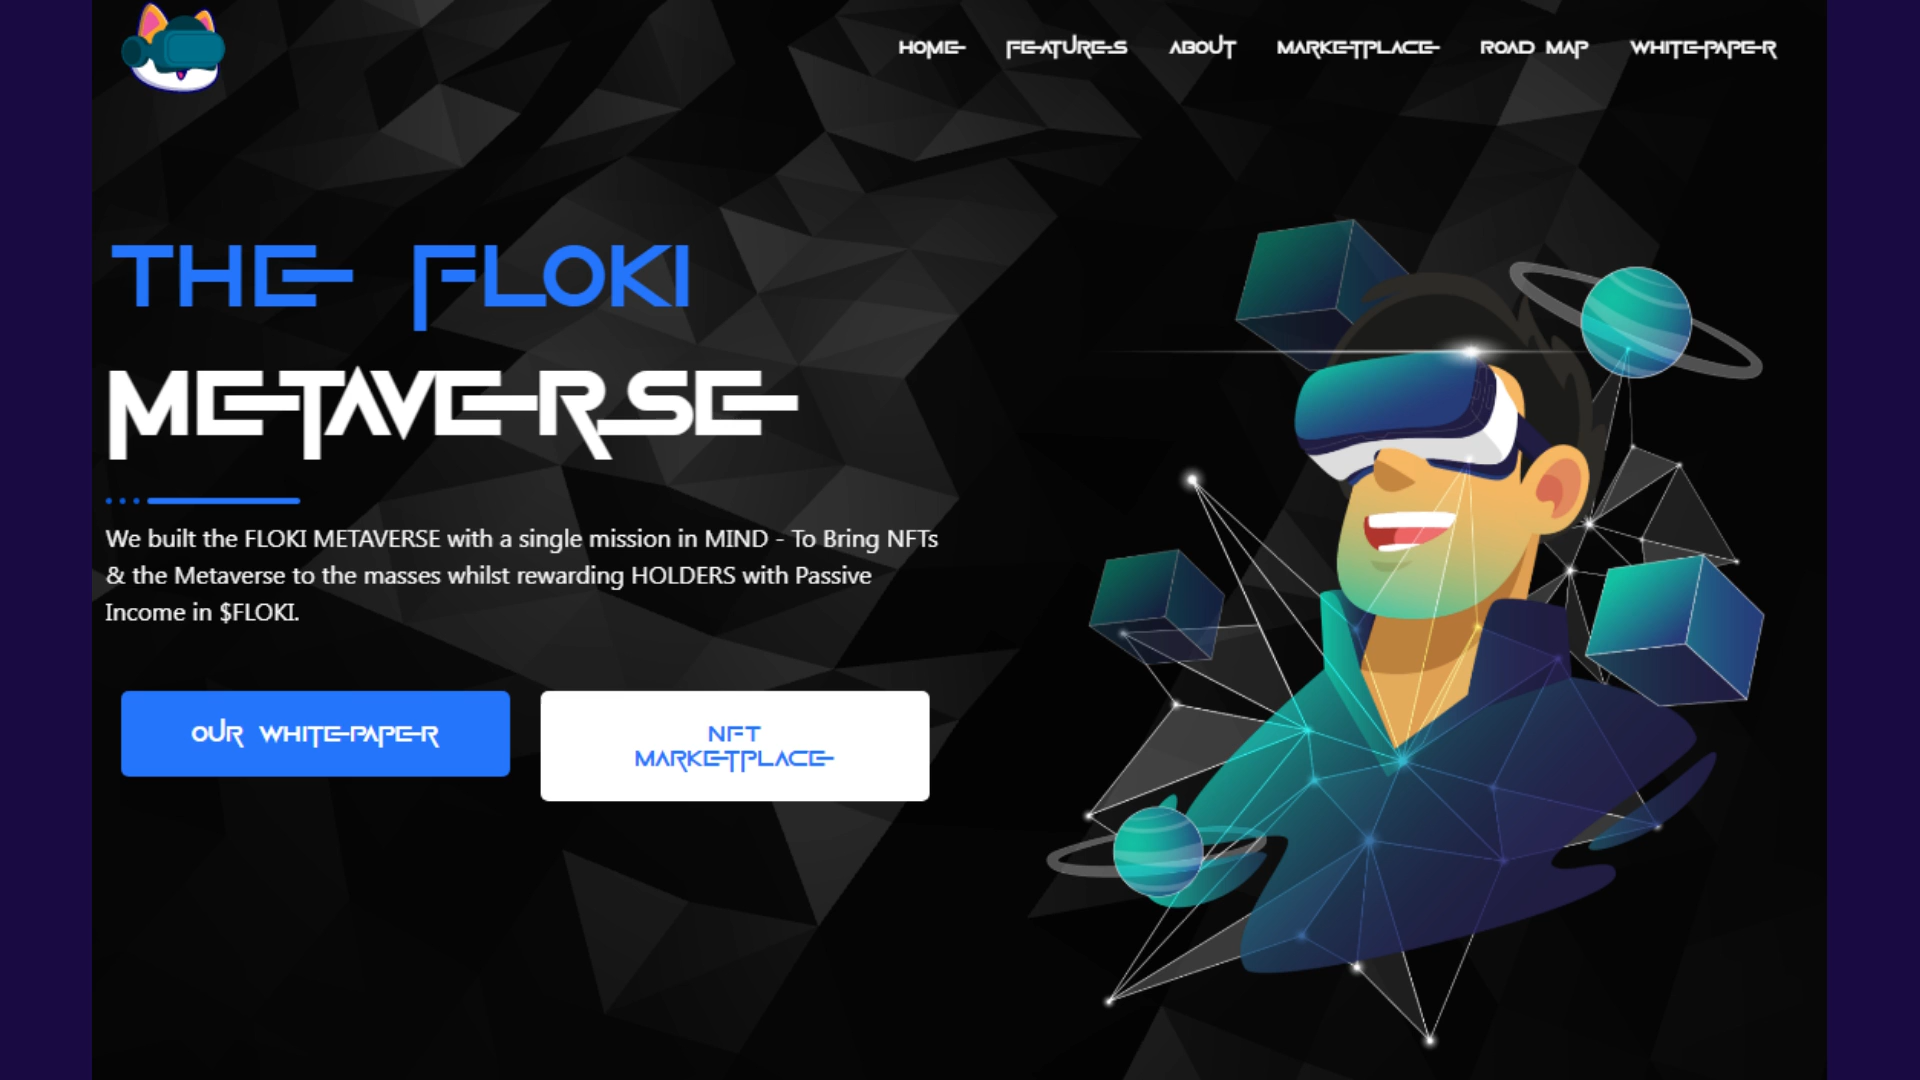 HOME FEATURES ABOUT MARKETPLACE ROAD MAP WHITEPAPER
THE FLOKI
METAVERSE
We built the FLOKI METAVERSE with a single mission in MIND - To Bring NFTs
& the Metaverse to the masses whilst rewarding HOLDERS with Passive
Income in $FLOKI.
OUR WHITEPAPER
NFT
MARKETPLACE